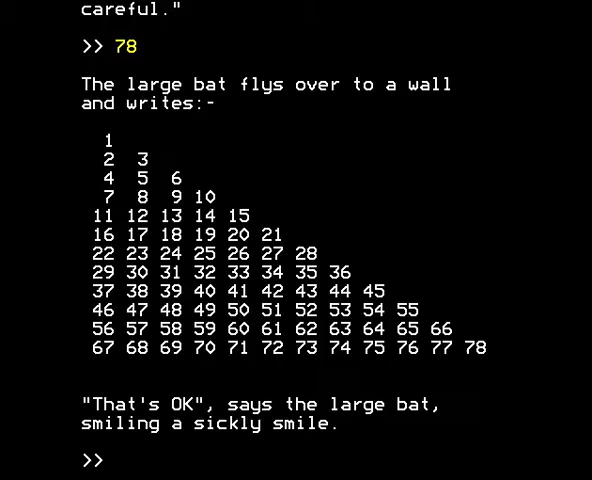 careful."
>> 78
The large bat flys over to a wall
and writes:-
1
2 3
4 5 6
7 8 9 10
11 12 13 14 15
16 17 18 19 20 21
22 23 24 25 26 27 28
29 30 31 32 33 34 35 36
37 38 39 40 41 42 43 44 45
46 47 48 49 50 51 52 53 54 55
56 57 58 59 60 61 62 63 64 65 66
67 68 69 70 71 72 73 74 75 76 77 78
"That's OK", says the large bat,
smiling a sickly smile.
>>